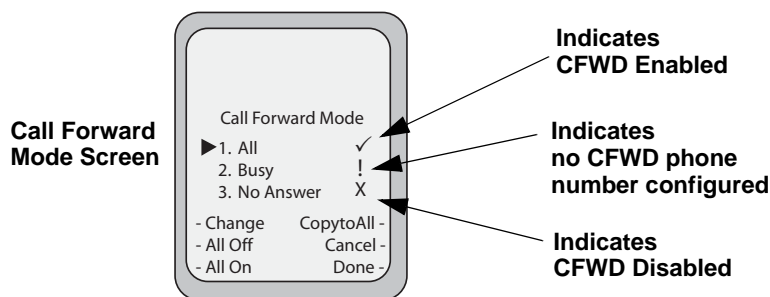 Indicates
CFWD Enabled
Call Forward
Mode Screen
Call Forward Mode
▶1. All ✓
2. Busy !
3. No Answer X
- Change CopytoAll -
- All Off Cancel -
- All On Done -
Indicates
no CFWD phone
number configured
Indicates
CFWD Disabled